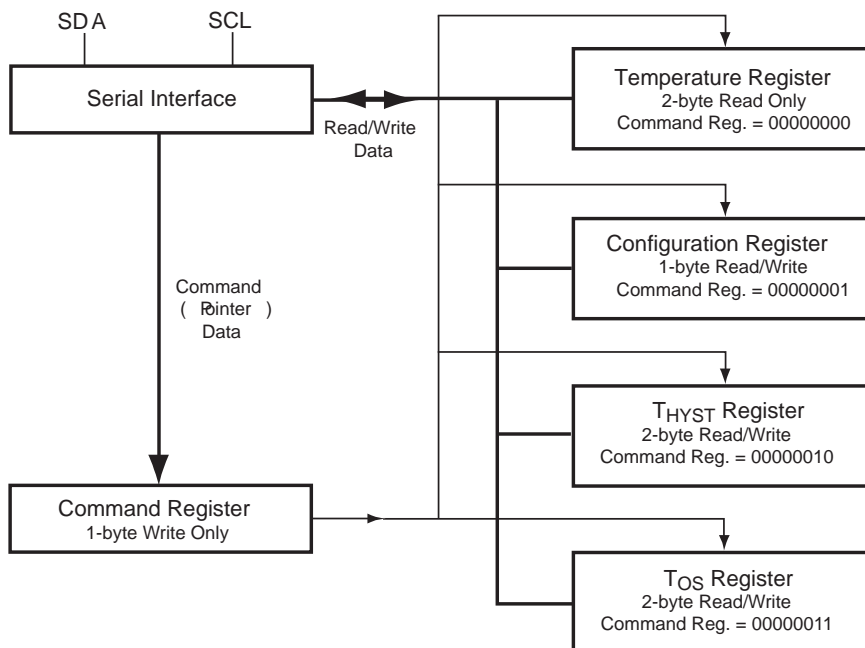 SDA
SCL
Serial Interface
Read/Write
Data
Command
( Pointer )
Data
Command Register
1-byte Write Only
Temperature Register
2-byte Read Only
Command Reg. = 00000000
Configuration Register
1-byte Read/Write
Command Reg. = 00000001
THYST Register
2-byte Read/Write
Command Reg. = 00000010
TOS Register
2-byte Read/Write
Command Reg. = 00000011